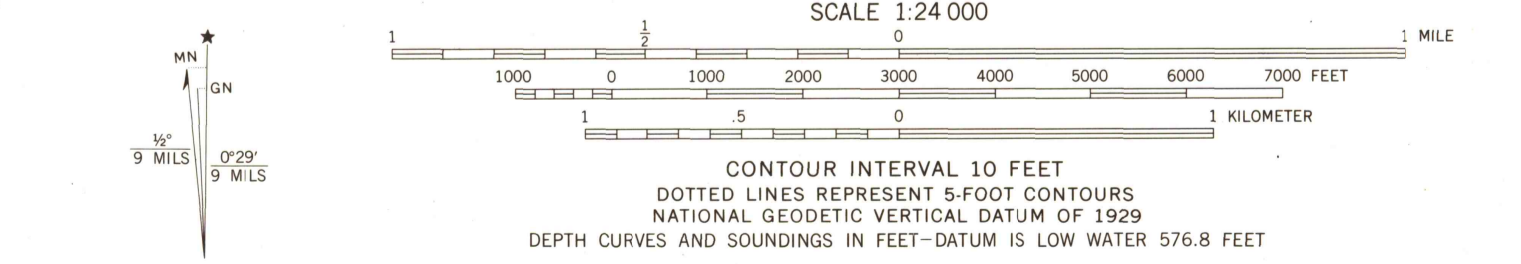 SCALE 1:24 000
1 ½ 0 1 MILE
1000 0 1000 2000 3000 4000 5000 6000 7000 FEET
1 .5 0 1 KILOMETER
CONTOUR INTERVAL 10 FEET
DOTTED LINES REPRESENT 5-FOOT CONTOURS
NATIONAL GEODETIC VERTICAL DATUM OF 1929
DEPTH CURVES AND SOUNDINGS IN FEET—DATUM IS LOW WATER 576.8 FEET
MN
GN
½°
9 MILS
0°29′
9 MILS